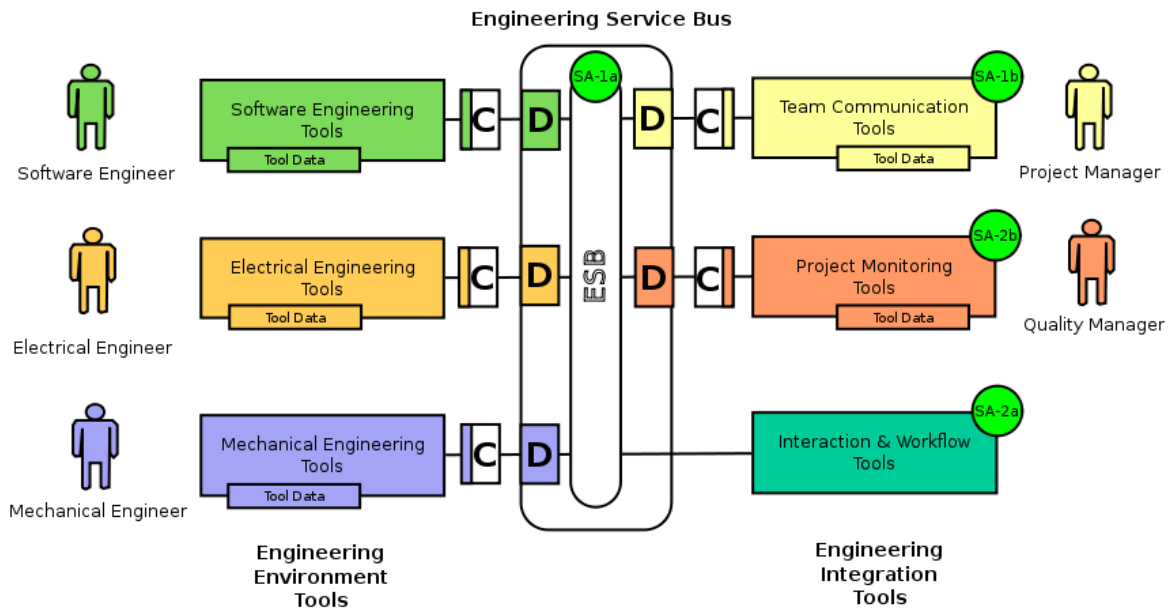 Engineering Service Bus
SA-1a
SA-1b
Software Engineering
Tools
Tool Data
C
D
D
C
Team Communication
Tools
Tool Data
Software Engineer
Project Manager
SA-2b
Electrical Engineering
Tools
Tool Data
C
D
ESB
D
C
Project Monitoring
Tools
Tool Data
Electrical Engineer
Quality Manager
SA-2a
Mechanical Engineering
Tools
Tool Data
C
D
Interaction & Workflow
Tools
Mechanical Engineer
Engineering
Environment
Tools
Engineering
Integration
Tools